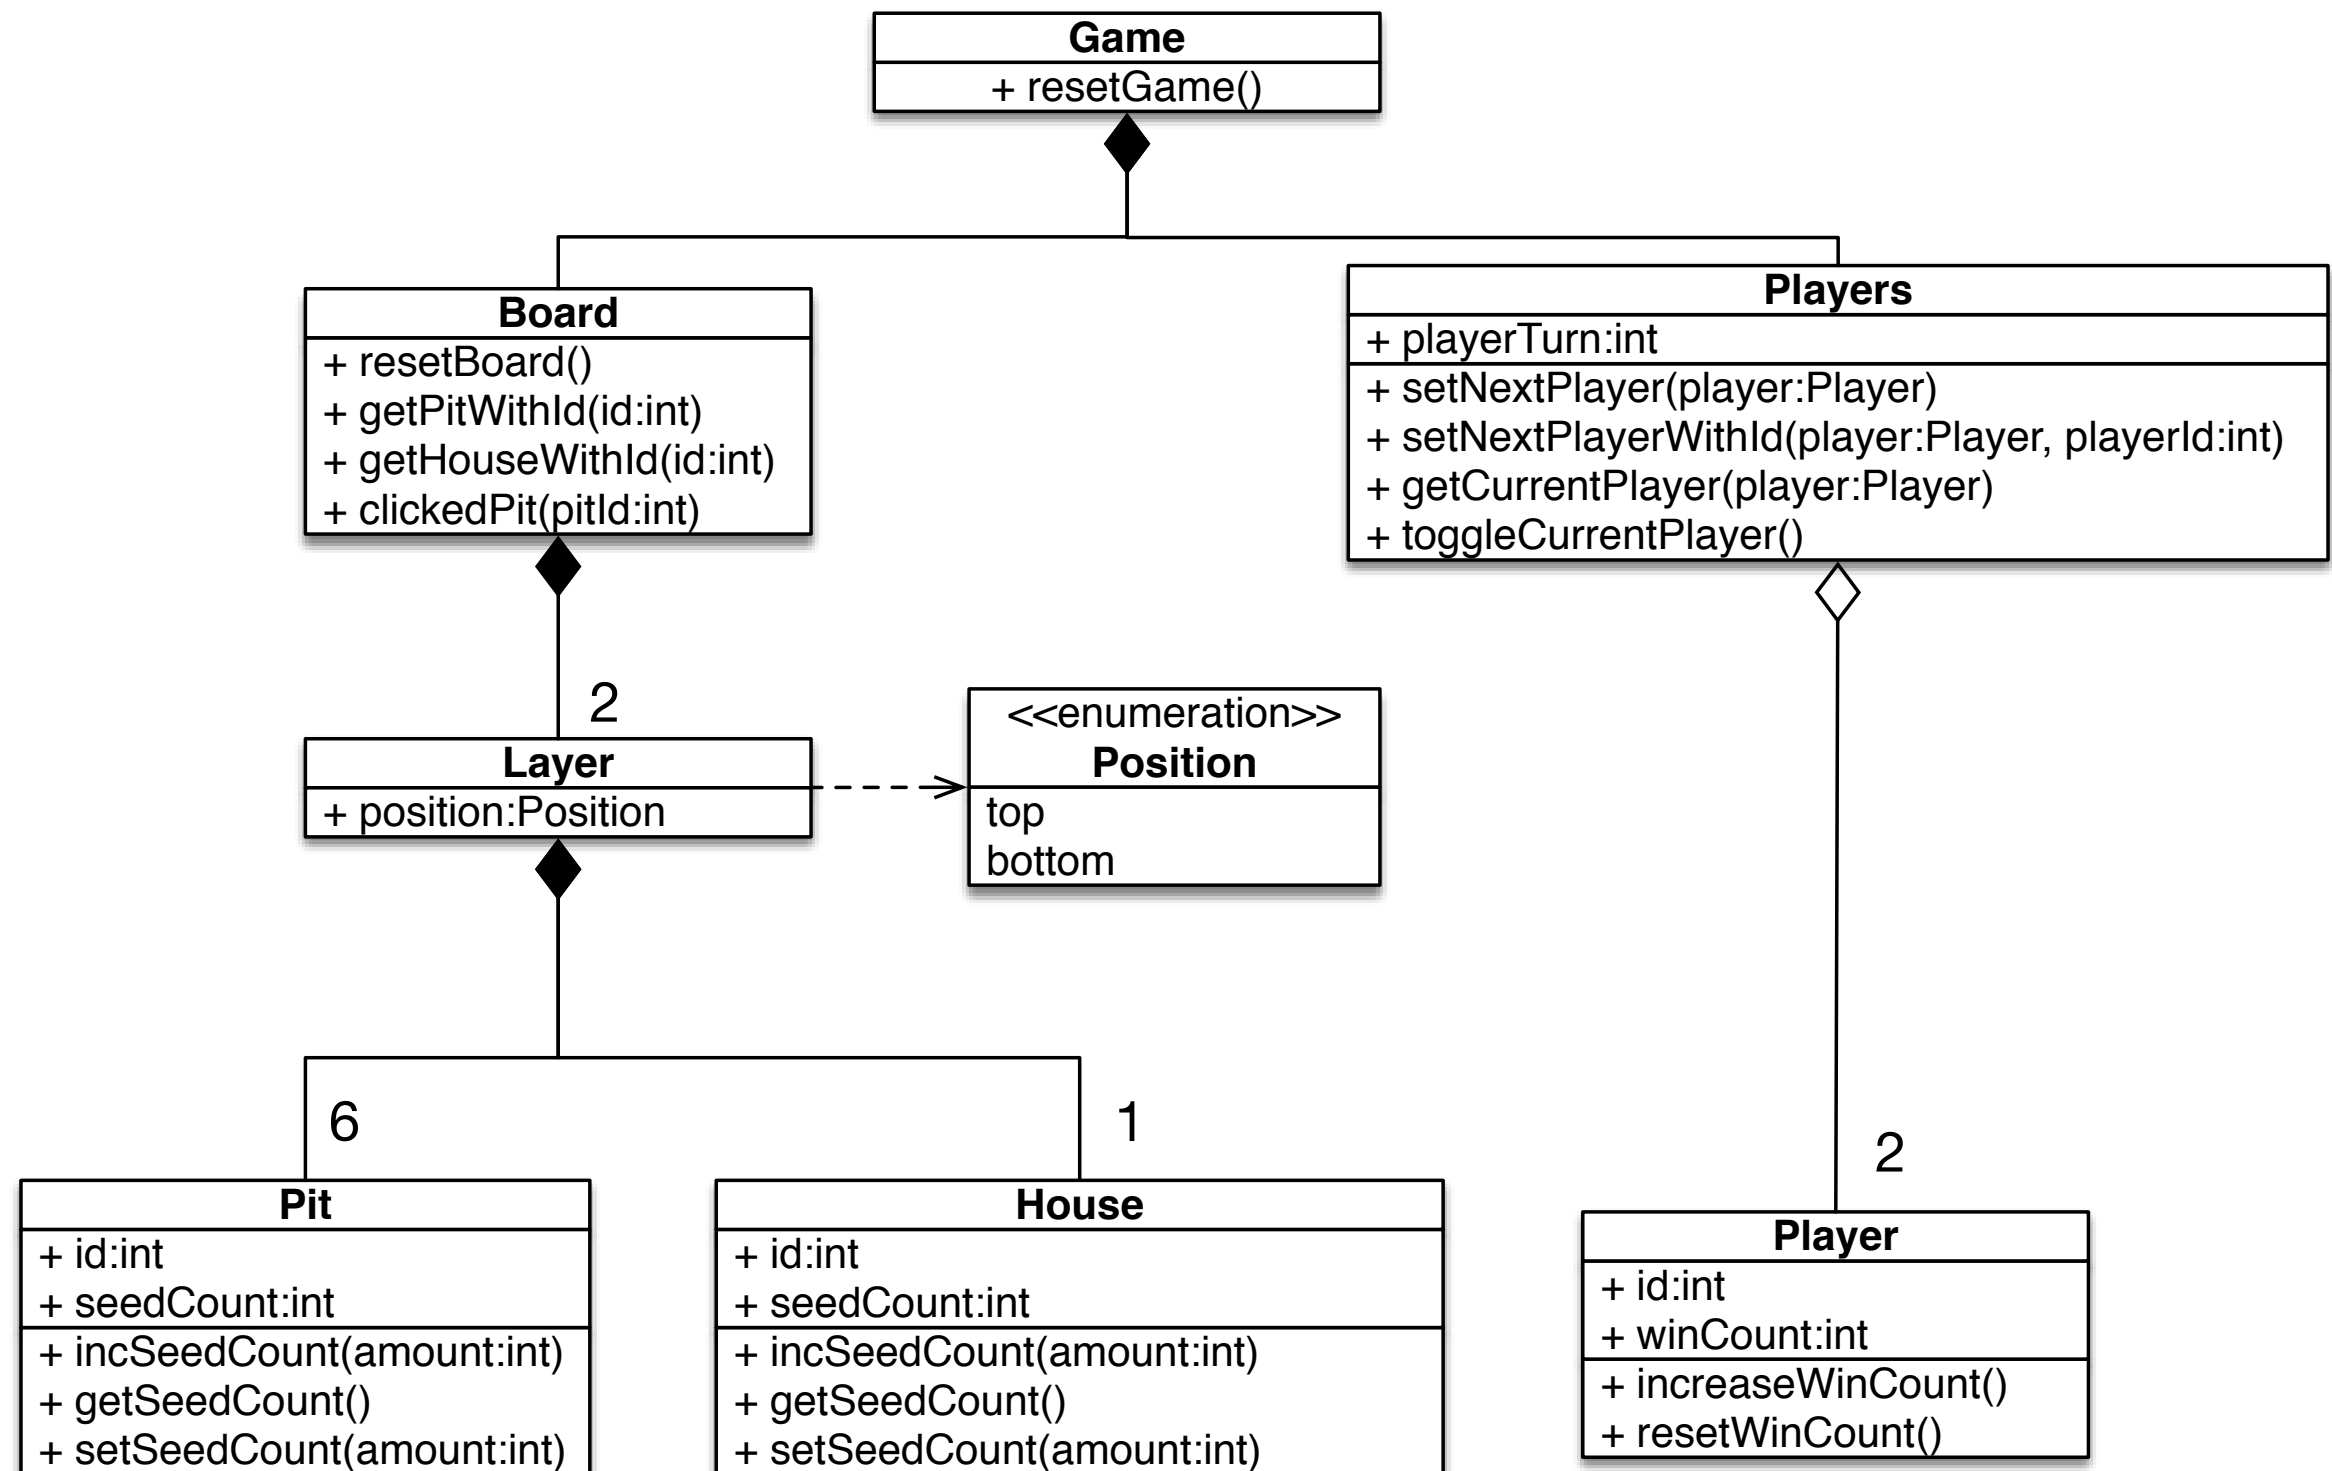 Game
+ resetGame()
Board
+ resetBoard()
+ getPitWithId(id:int)
+ getHouseWithId(id:int)
+ clickedPit(pitId:int)
Players
+ playerTurn:int
+ setNextPlayer(player:Player)
+ setNextPlayerWithId(player:Player, playerId:int)
+ getCurrentPlayer(player:Player)
+ toggleCurrentPlayer()
2
Layer
+ position:Position
<<enumeration>>
Position
top
bottom
6
1
2
Pit
+ id:int
+ seedCount:int
+ incSeedCount(amount:int)
+ getSeedCount()
+ setSeedCount(amount:int)
House
+ id:int
+ seedCount:int
+ incSeedCount(amount:int)
+ getSeedCount()
+ setSeedCount(amount:int)
Player
+ id:int
+ winCount:int
+ increaseWinCount()
+ resetWinCount()